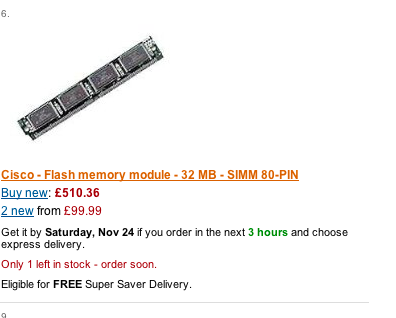 6.
Cisco - Flash memory module - 32 MB - SIMM 80-PIN
Buy new: £510.36
2 new from £99.99
Get it by Saturday, Nov 24 if you order in the next 3 hours and choose
express delivery.
Only 1 left in stock - order soon.
Eligible for FREE Super Saver Delivery.